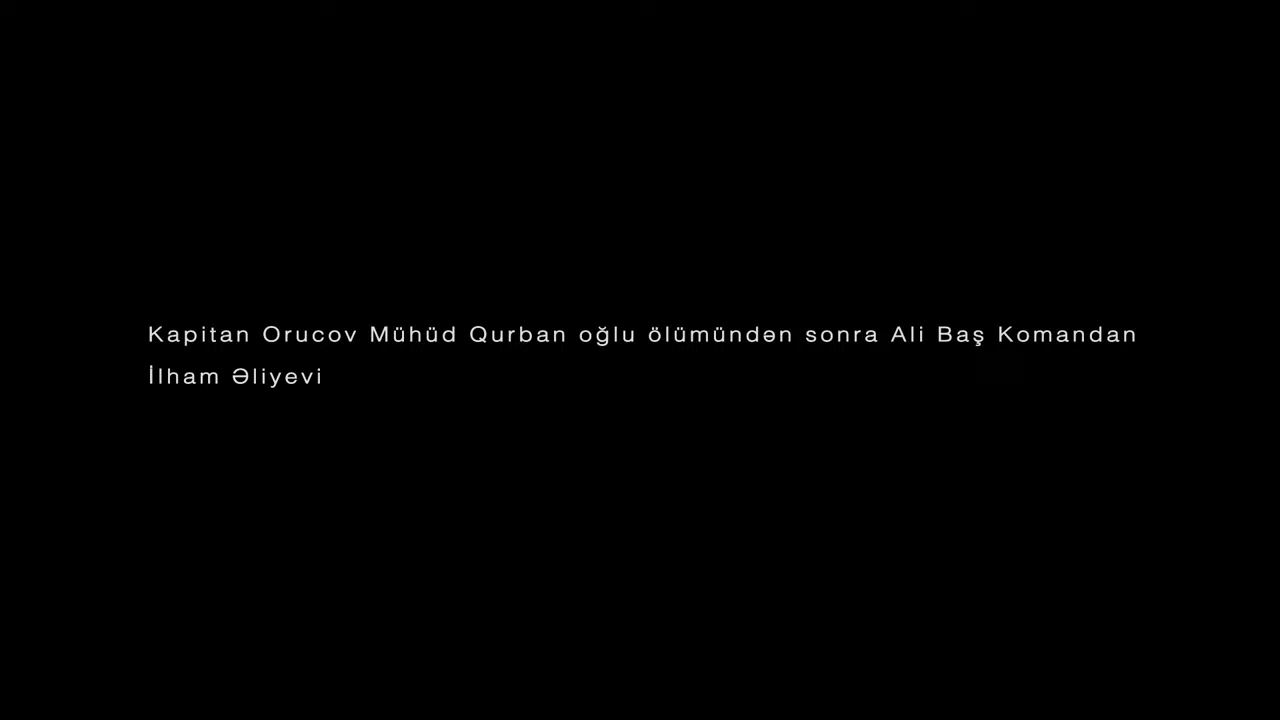 Kapitan Orucov Mühüd Qurban oğlu ölümündən sonra Ali Baş Komandan
İlham Əliyevi